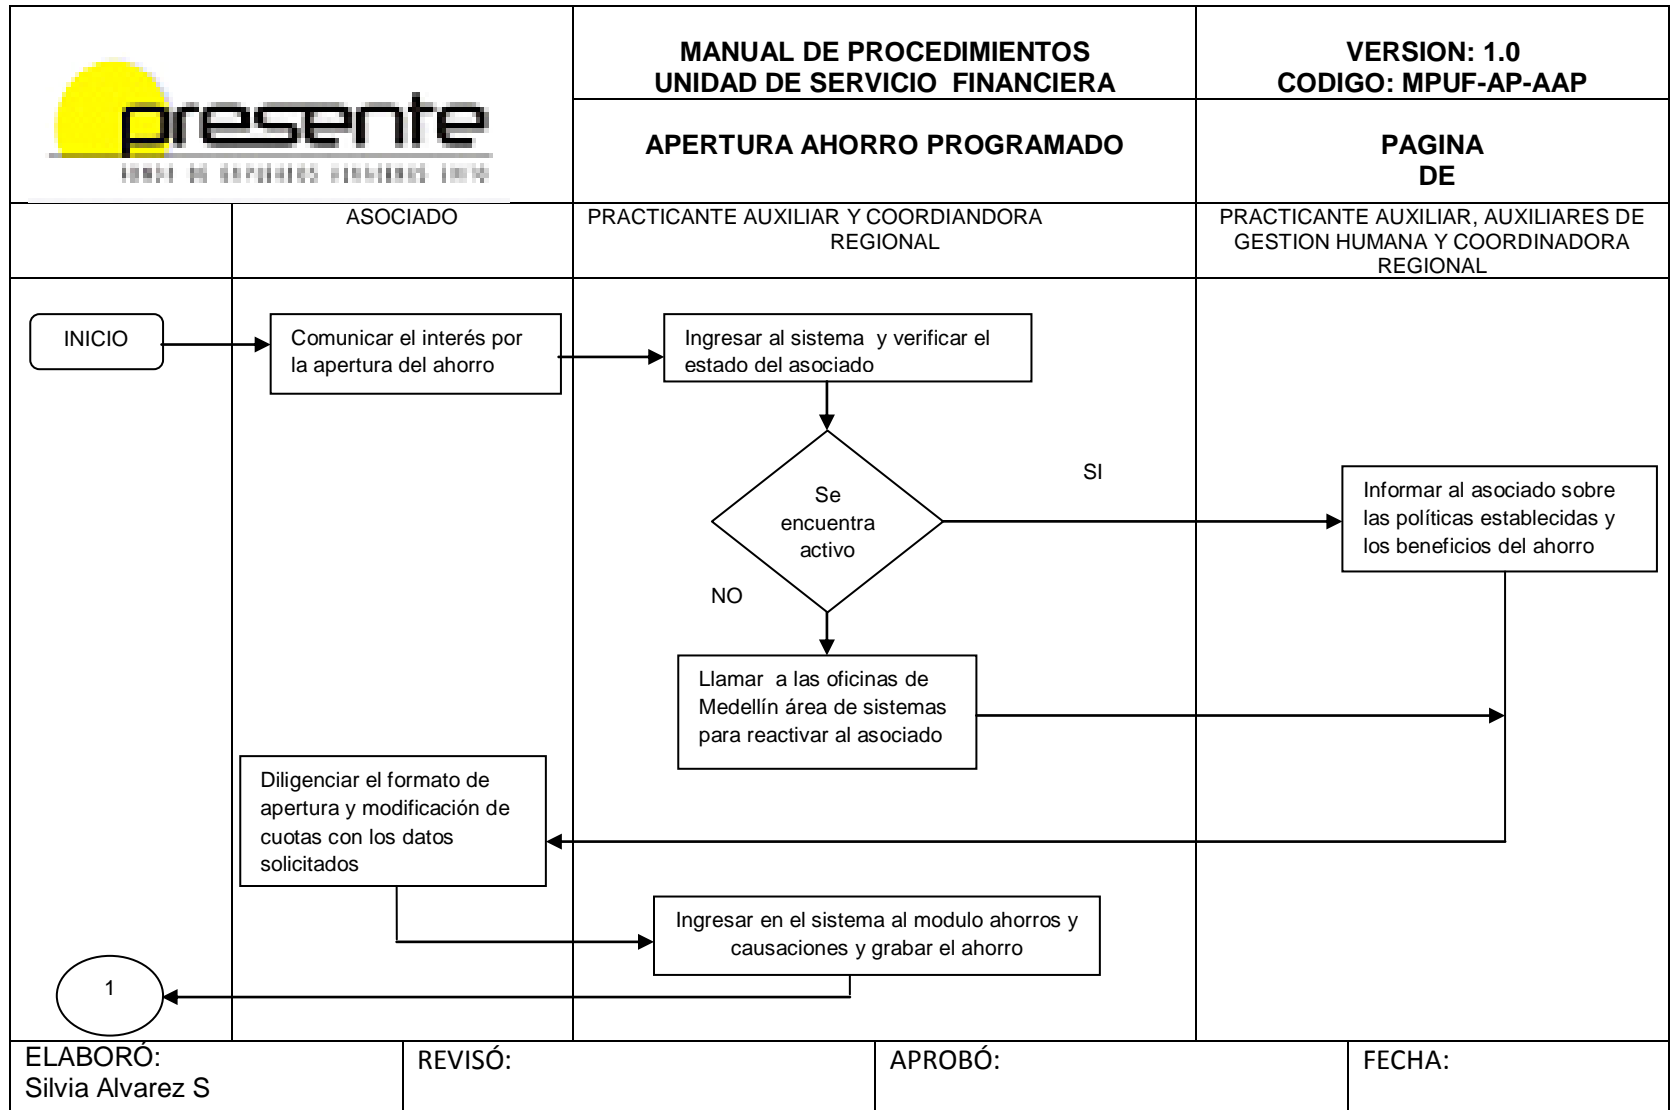 presente
MANUAL DE PROCEDIMIENTOS
UNIDAD DE SERVICIO FINANCIERA
VERSION: 1.0
CODIGO: MPUF-AP-AAP
APERTURA AHORRO PROGRAMADO
PAGINA
DE
ASOCIADO
PRACTICANTE AUXILIAR Y COORDIANDORA
REGIONAL
PRACTICANTE AUXILIAR, AUXILIARES DE
GESTION HUMANA Y COORDINADORA
REGIONAL
INICIO
Comunicar el interés por
la apertura del ahorro
Ingresar al sistema y verificar el
estado del asociado
Se
encuentra
activo
SI
Informar al asociado sobre
las políticas establecidas y
los beneficios del ahorro
NO
Llamar a las oficinas de
Medellín área de sistemas
para reactivar al asociado
Diligenciar el formato de
apertura y modificación de
cuotas con los datos
solicitados
Ingresar en el sistema al modulo ahorros y
causaciones y grabar el ahorro
1
ELABORÓ:
Silvia Alvarez S
REVISÓ:
APROBÓ:
FECHA: